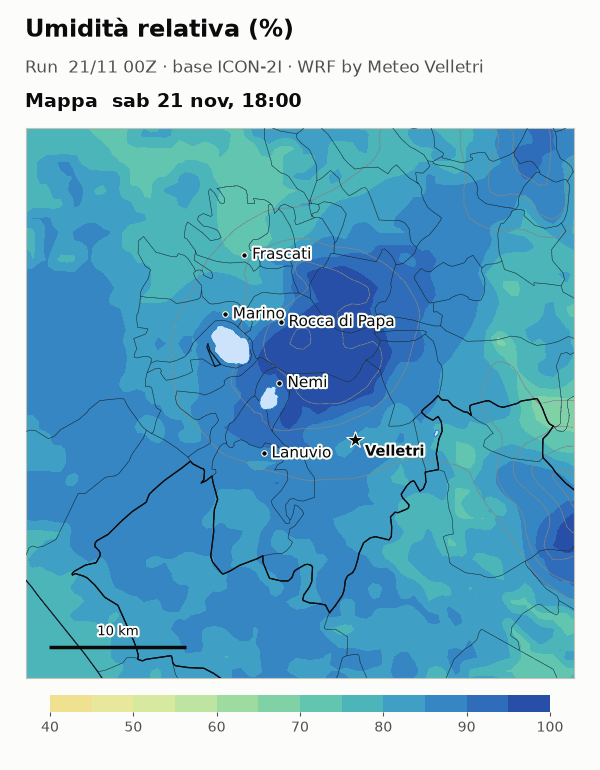 Umidità relativa (%)
Run  21/11 00Z · base ICON-2I · WRF by Meteo Velletri
Mappa  sab 21 nov, 18:00
Frascati
Marino
Rocca di Papa
Nemi
Velletri
Lanuvio
10 km
40 50 60 70 80 90 100